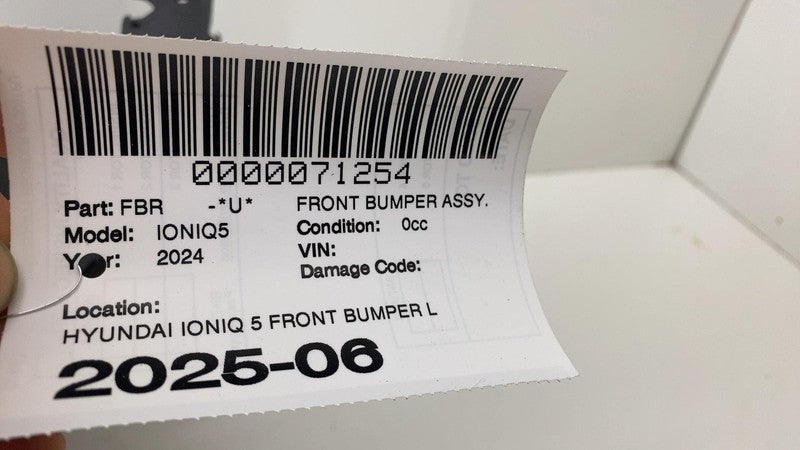 0000071254
Part: FBR -*U* FRONT BUMPER ASSY.
Model: IONIQ5 Condition: 0cc
Year: 2024 VIN:
Damage Code:
Location:
HYUNDAI IONIQ 5 FRONT BUMPER L
2025-06